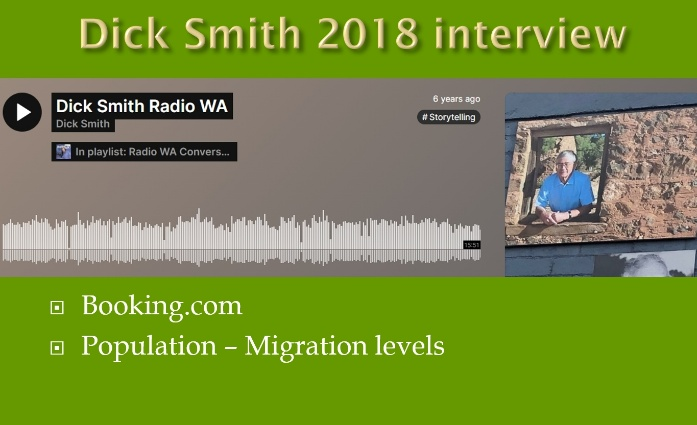 Dick Smith 2018 interview
Dick Smith Radio WA
Dick Smith
In playlist: Radio WA Convers...
6 years ago
# Storytelling
15:51
Booking.com
Population – Migration levels